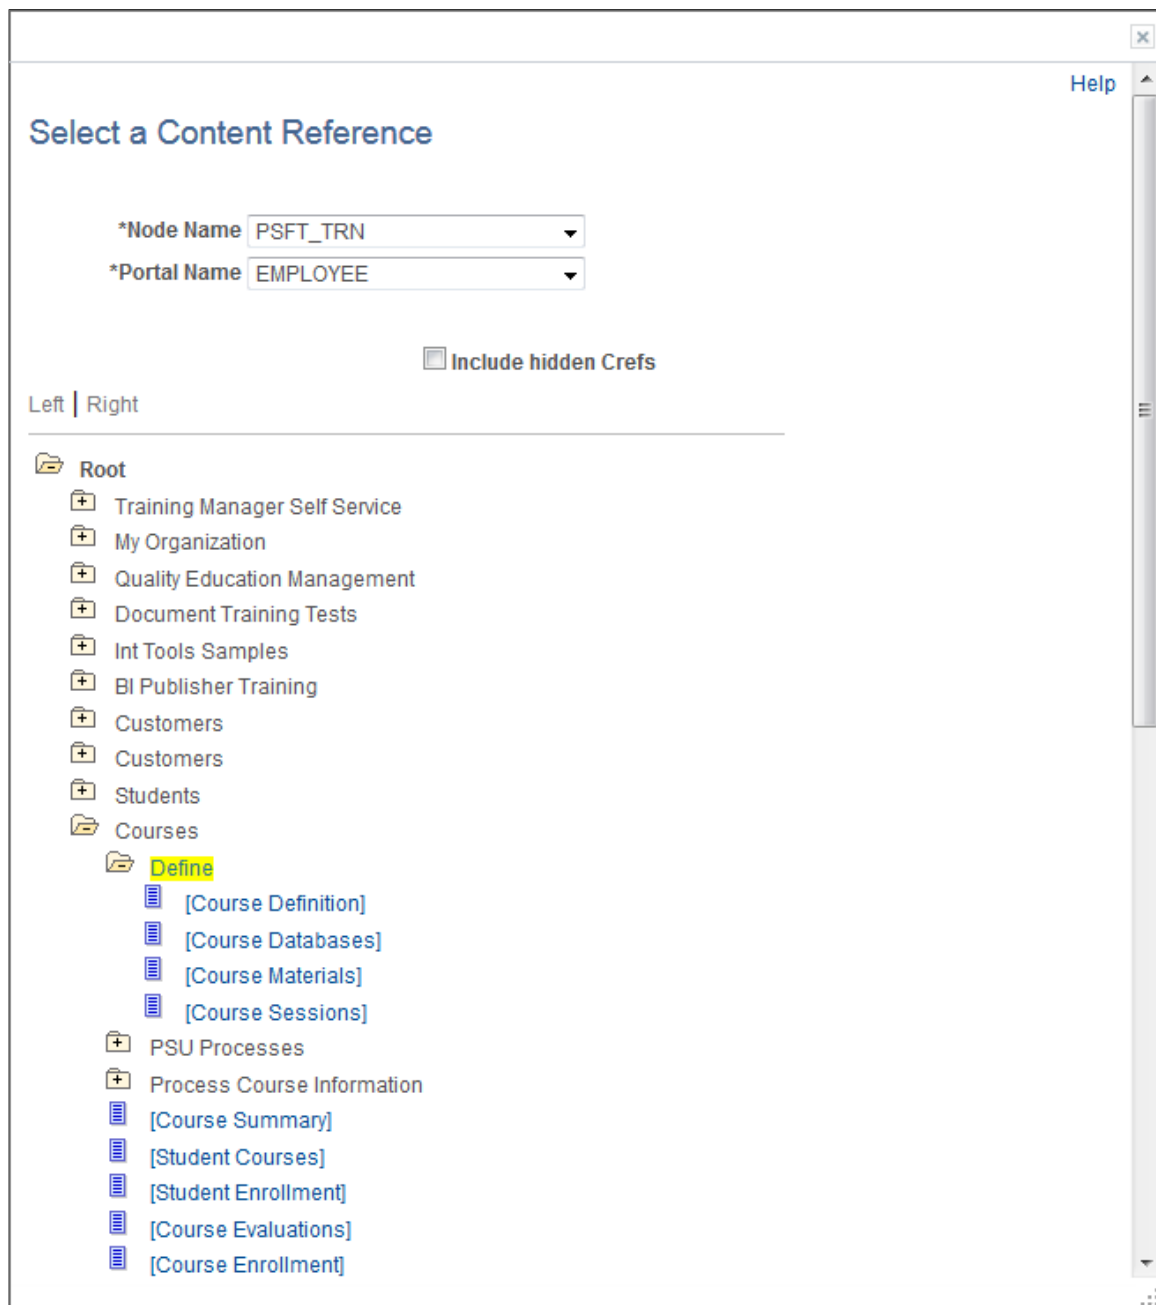 Help
Select a Content Reference
*Node Name PSFT_TRN
*Portal Name EMPLOYEE
Include hidden Crefs
Left | Right
Root
Training Manager Self Service
My Organization
Quality Education Management
Document Training Tests
Int Tools Samples
BI Publisher Training
Customers
Customers
Students
Courses
Define
[Course Definition]
[Course Databases]
[Course Materials]
[Course Sessions]
PSU Processes
Process Course Information
[Course Summary]
[Student Courses]
[Student Enrollment]
[Course Evaluations]
[Course Enrollment]